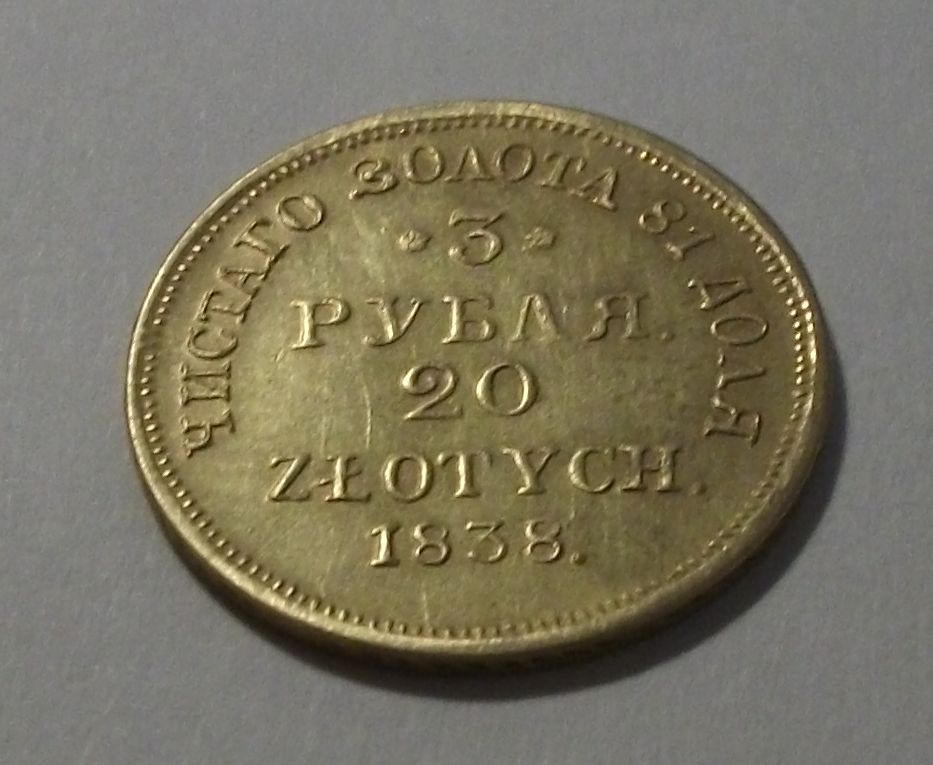 ЧИСТАГО ЗОЛОТА 81 ДОЛЯ
3
РУБЛЯ.
20
ZŁOTYCH.
1838.